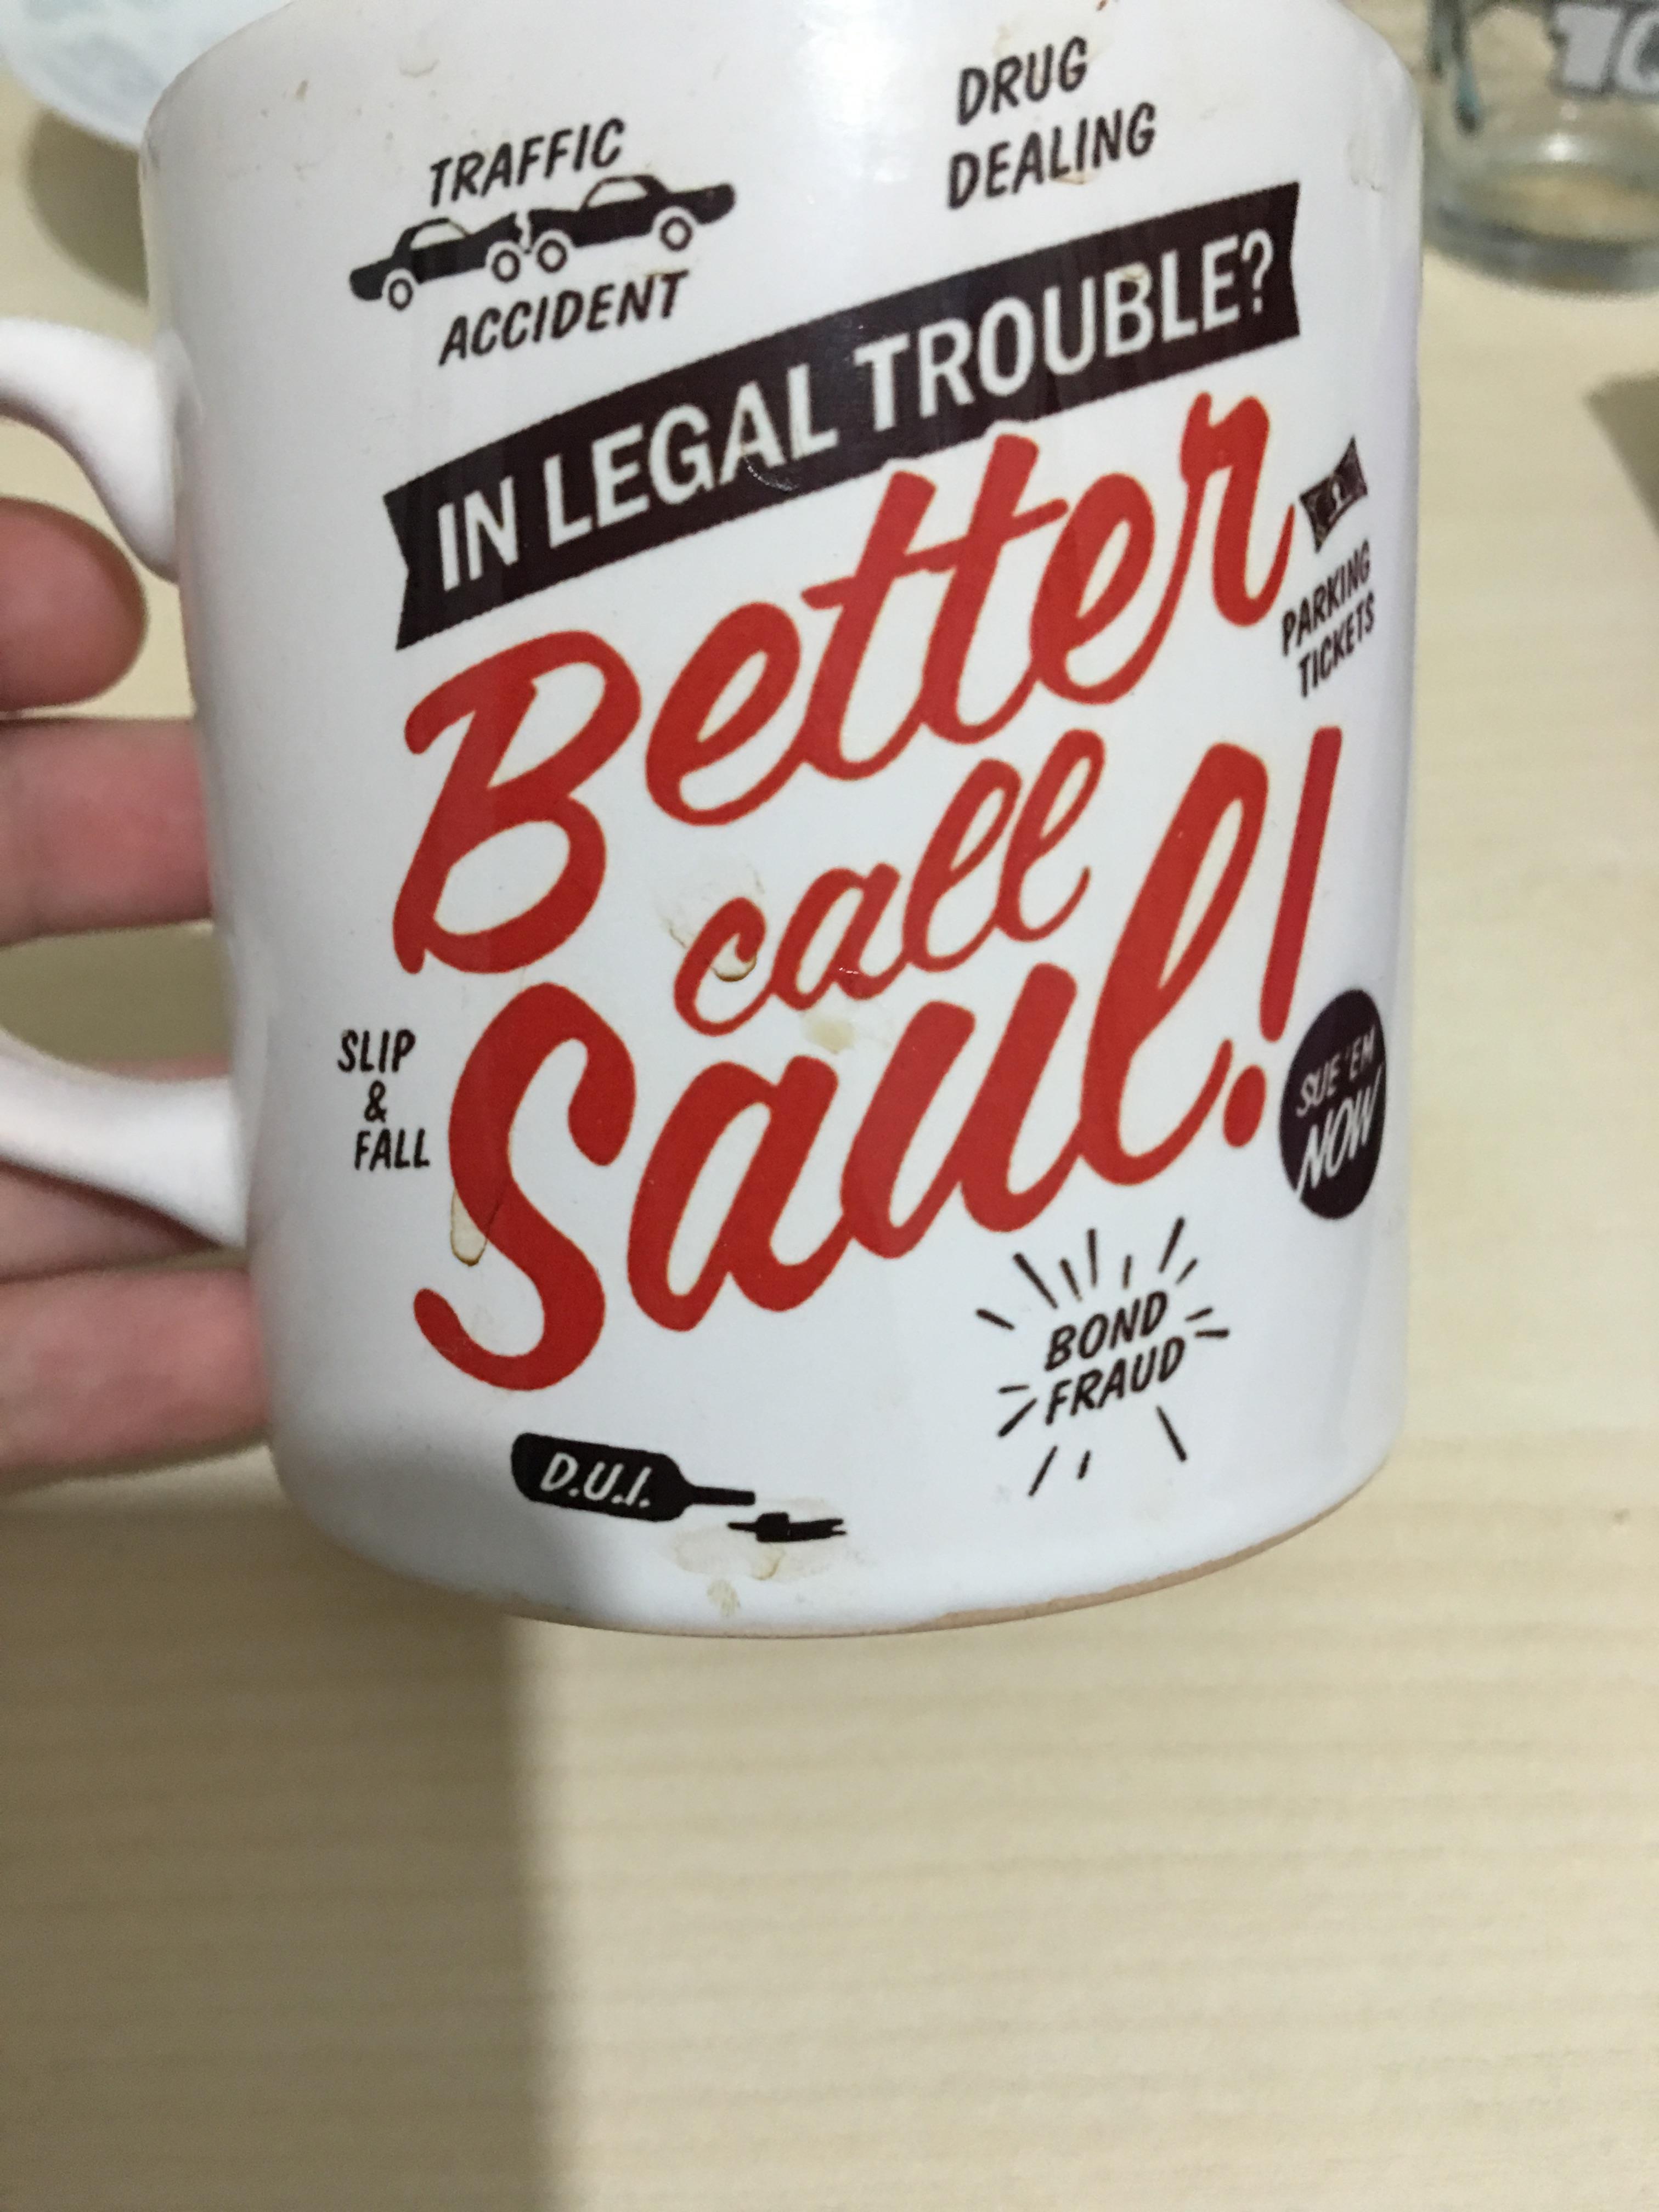 DRUG
DEALING
TRAFFIC
ACCIDENT
IN LEGAL TROUBLE?
Better
call
Saul!
PARKING
TICKETS
SLIP
&
FALL
SUE 'EM
NOW
BOND
FRAUD
D.U.I.
10